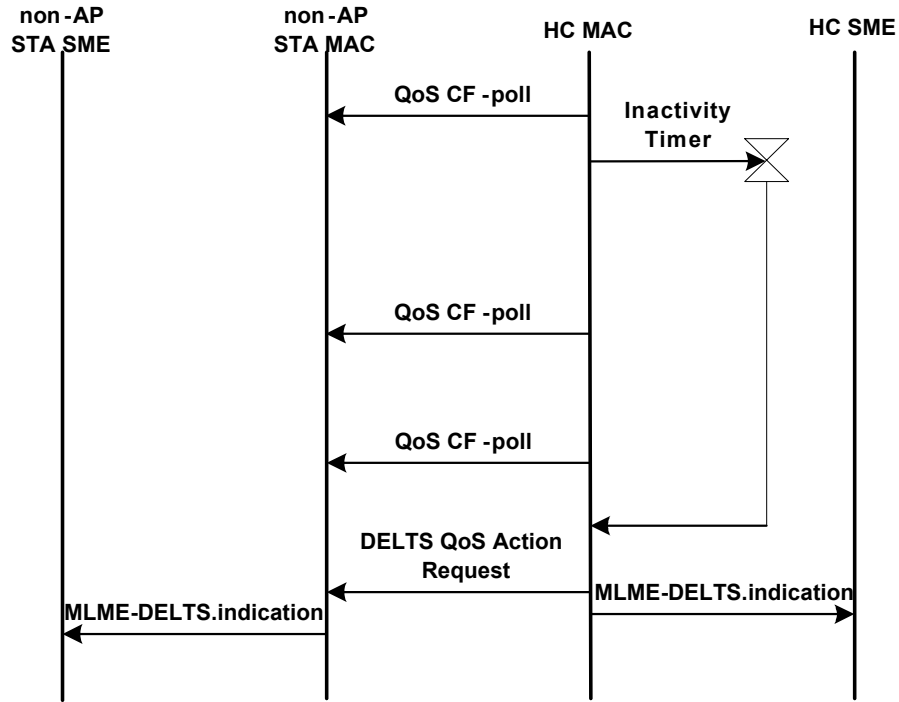 non-AP
STA SME
non-AP
STA MAC
HC MAC
HC SME
QoS CF -poll
Inactivity
Timer
QoS CF -poll
QoS CF -poll
DELTS QoS Action
Request
MLME-DELTS.indication
MLME-DELTS.indication